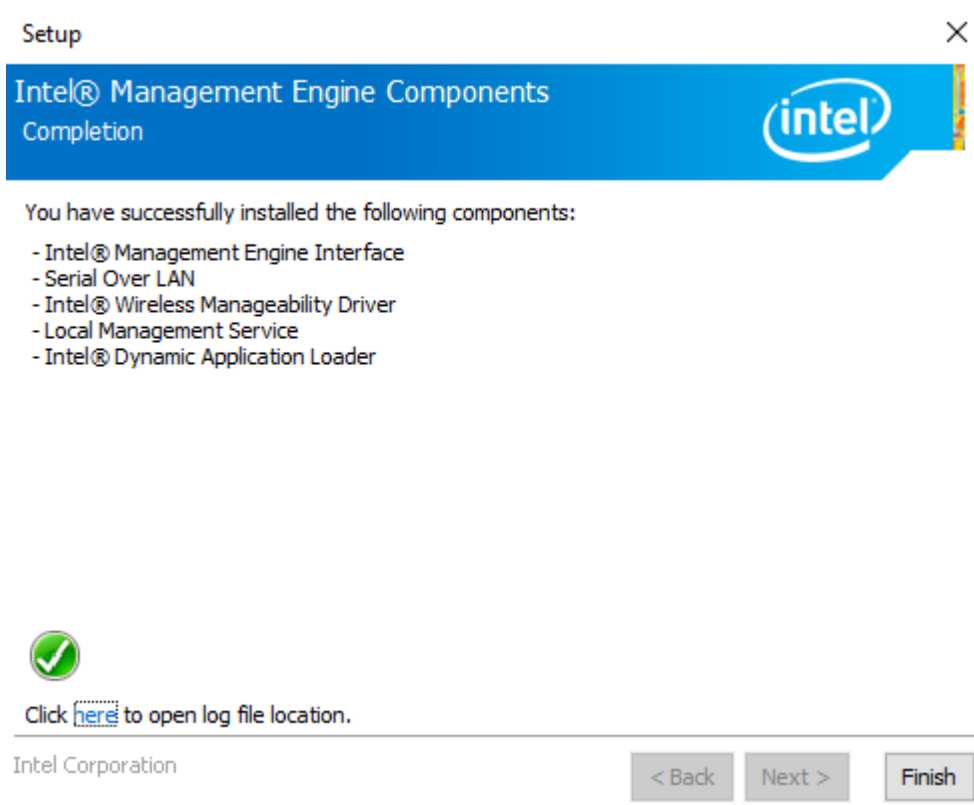 Setup
Intel® Management Engine Components
Completion
intel
You have successfully installed the following components:
- Intel® Management Engine Interface
- Serial Over LAN
- Intel® Wireless Manageability Driver
- Local Management Service
- Intel® Dynamic Application Loader
Click here to open log file location.
Intel Corporation
< Back Next > Finish